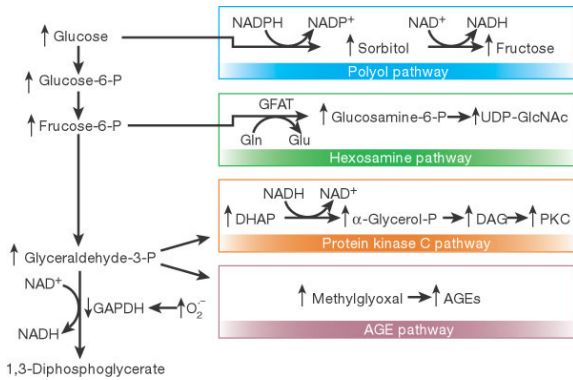 NADPH NADP+ NAD+ NADH
↑ Glucose
↑ Sorbitol ↑ Fructose
Polyol pathway
↑ Glucose-6-P
GFAT
↑ Glucosamine-6-P → ↑ UDP-GlcNAc
↑ Frucose-6-P
Gln Glu
Hexosamine pathway
NADH NAD+
↑ DHAP → ↑ α-Glycerol-P → ↑ DAG → ↑ PKC
Protein kinase C pathway
↑ Glyceraldehyde-3-P
NAD+
↑ Methylglyoxal → ↑ AGEs
↓ GAPDH ← ↑ O2·-
NADH
AGE pathway
1,3-Diphosphoglycerate